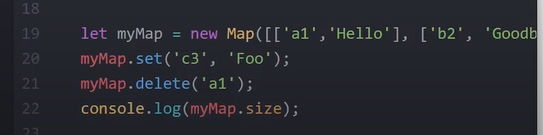 18
19 let myMap = new Map([['a1','Hello'], ['b2', 'Goodb
20 myMap.set('c3', 'Foo');
21 myMap.delete('a1');
22 console.log(myMap.size);
23